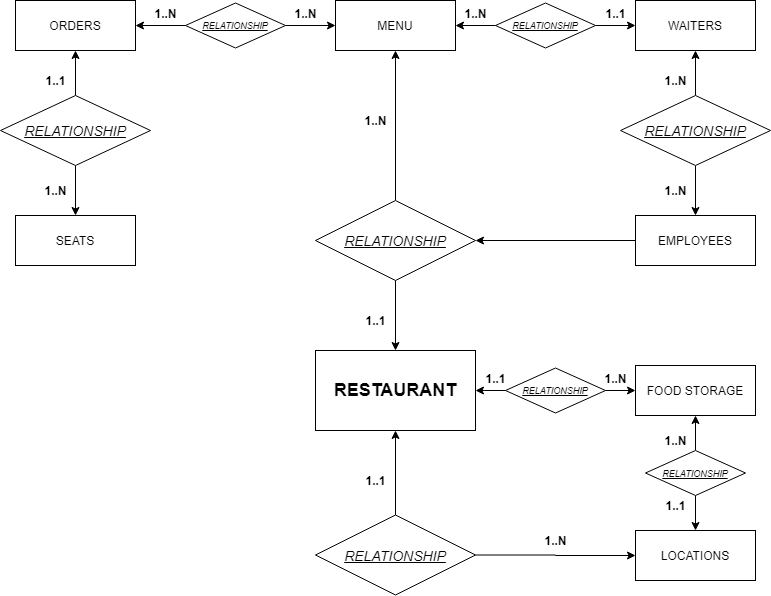 ORDERS
1..N
RELATIONSHIP
1..N
MENU
1..N
RELATIONSHIP
1..1
WAITERS
1..1
1..N
1..N
RELATIONSHIP
RELATIONSHIP
1..N
1..N
SEATS
RELATIONSHIP
EMPLOYEES
1..1
RESTAURANT
1..1
RELATIONSHIP
1..N
FOOD STORAGE
1..N
RELATIONSHIP
1..1
1..1
RELATIONSHIP
1..N
LOCATIONS